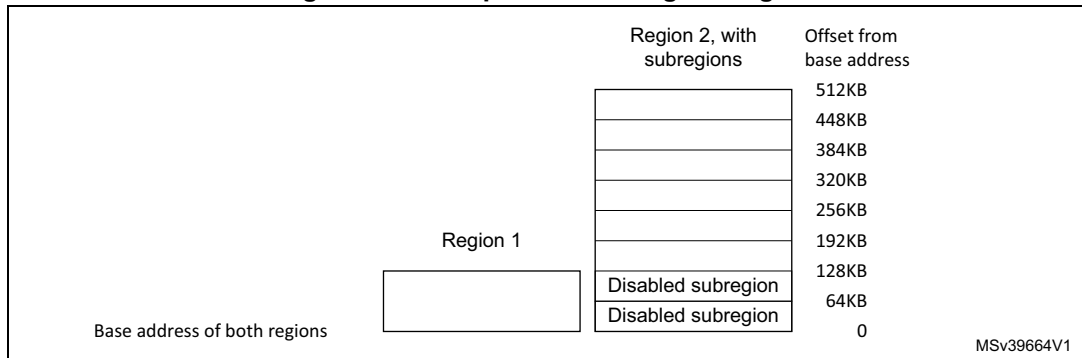 Region 2, with
subregions
Offset from
base address
512KB
448KB
384KB
320KB
256KB
Region 1
192KB
128KB
Disabled subregion
64KB
Disabled subregion
Base address of both regions
0
MSv39664V1